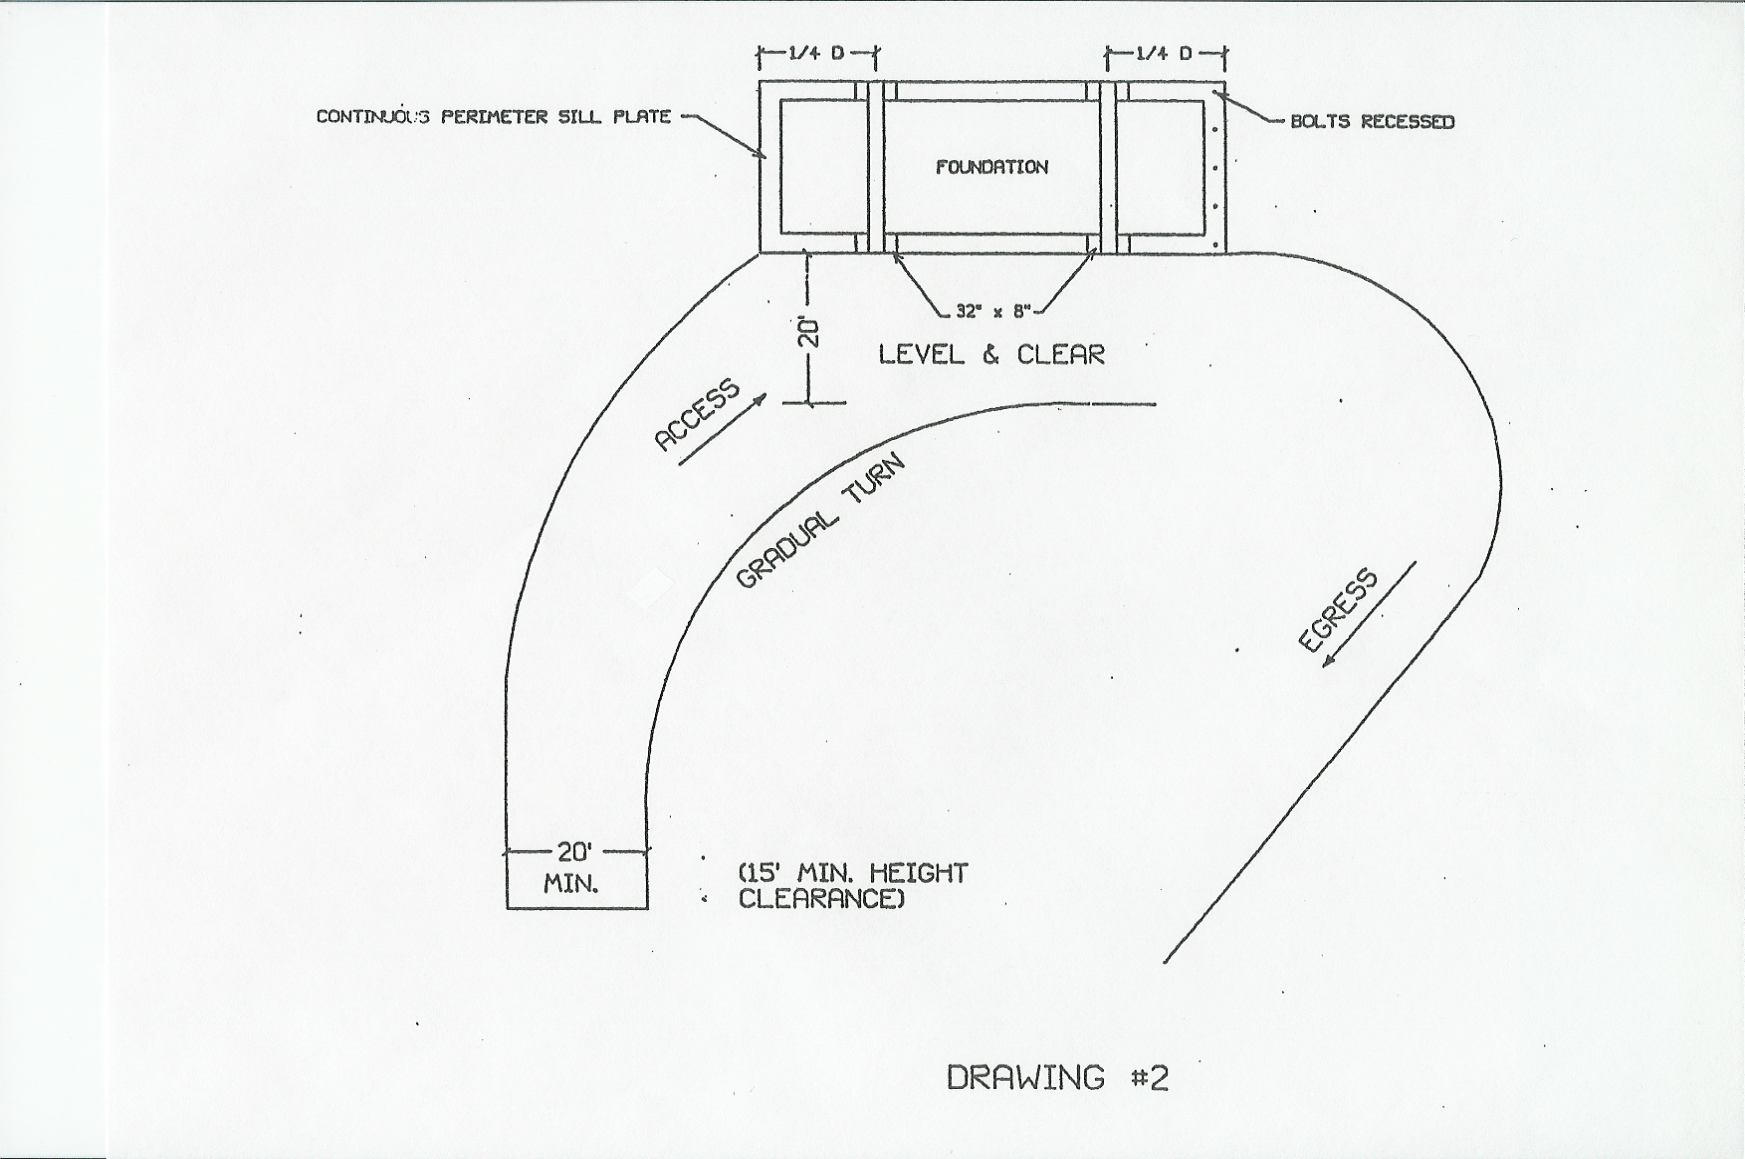 1/4 D
1/4 D
CONTINUOUS PERIMETER SILL PLATE
BOLTS RECESSED
FOUNDATION
32" x 8"
20'
LEVEL & CLEAR
ACCESS
GRADUAL TURN
EGRESS
20'
MIN.
(15' MIN. HEIGHT
CLEARANCE)
DRAWING #2